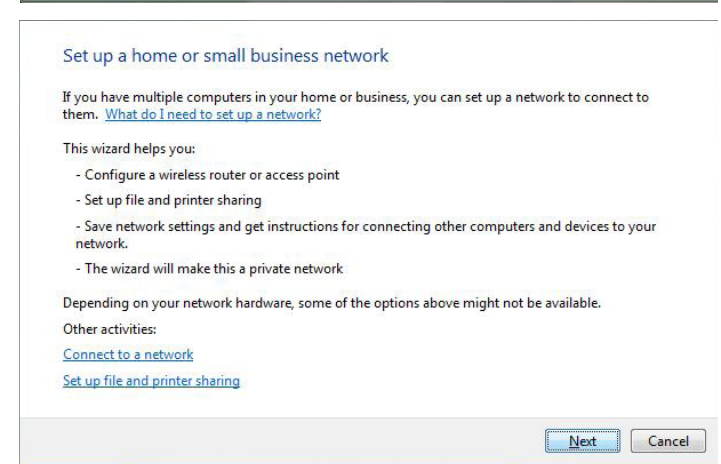 Set up a home or small business network
If you have multiple computers in your home or business, you can set up a network to connect to
them. What do I need to set up a network?
This wizard helps you:
- Configure a wireless router or access point
- Set up file and printer sharing
- Save network settings and get instructions for connecting other computers and devices to your
network.
- The wizard will make this a private network
Depending on your network hardware, some of the options above might not be available.
Other activities:
Connect to a network
Set up file and printer sharing
Next Cancel